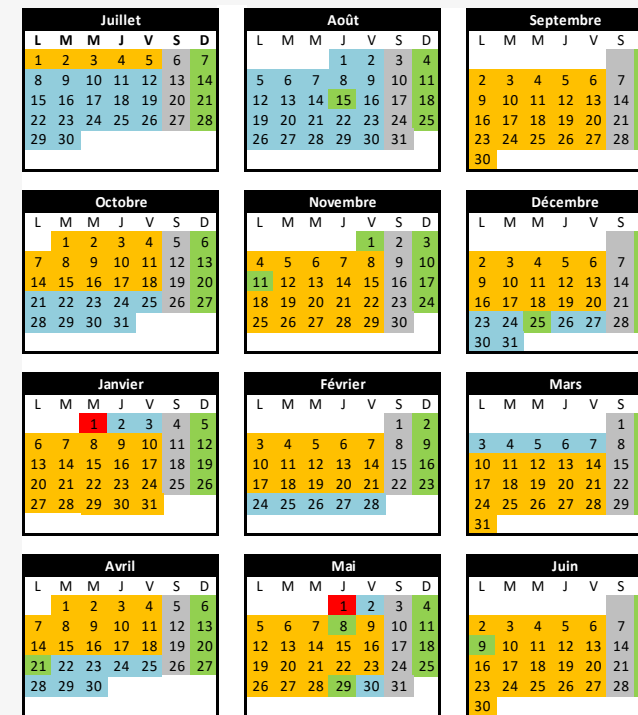 Juillet
L M M J V S D
1 2 3 4 5 6 7
8 9 10 11 12 13 14
15 16 17 18 19 20 21
22 23 24 25 26 27 28
29 30
Août
L M M J V S D
1 2 3 4
5 6 7 8 9 10 11
12 13 14 15 16 17 18
19 20 21 22 23 24 25
26 27 28 29 30 31
Septembre
L M M J V S
2 3 4 5 6 7
9 10 11 12 13 14
16 17 18 19 20 21
23 24 25 26 27 28
30
Octobre
L M M J V S D
1 2 3 4 5 6
7 8 9 10 11 12 13
14 15 16 17 18 19 20
21 22 23 24 25 26 27
28 29 30 31
Novembre
L M M J V S D
1 2 3
4 5 6 7 8 9 10
11 12 13 14 15 16 17
18 19 20 21 22 23 24
25 26 27 28 29 30
Décembre
L M M J V S
2 3 4 5 6 7
9 10 11 12 13 14
16 17 18 19 20 21
23 24 25 26 27 28
30 31
Janvier
L M M J V S D
1 2 3 4 5
6 7 8 9 10 11 12
13 14 15 16 17 18 19
20 21 22 23 24 25 26
27 28 29 30 31
Février
L M M J V S D
1 2
3 4 5 6 7 8 9
10 11 12 13 14 15 16
17 18 19 20 21 22 23
24 25 26 27 28
Mars
L M M J V S
1
3 4 5 6 7 8
10 11 12 13 14 15
17 18 19 20 21 22
24 25 26 27 28 29
31
Avril
L M M J V S D
1 2 3 4 5 6
7 8 9 10 11 12 13
14 15 16 17 18 19 20
21 22 23 24 25 26 27
28 29 30
Mai
L M M J V S D
1 2 3 4
5 6 7 8 9 10 11
12 13 14 15 16 17 18
19 20 21 22 23 24 25
26 27 28 29 30 31
Juin
L M M J V S
2 3 4 5 6 7
9 10 11 12 13 14
16 17 18 19 20 21
23 24 25 26 27 28
30